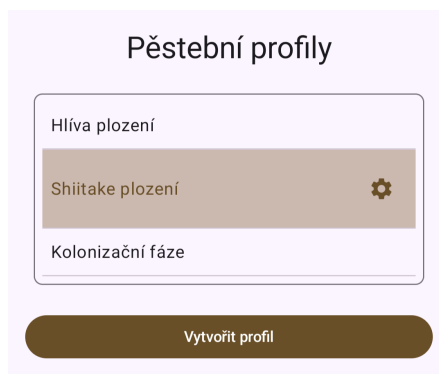 Pěstební profily
Hlíva plození
Shiitake plození
Kolonizační fáze
Vytvořit profil